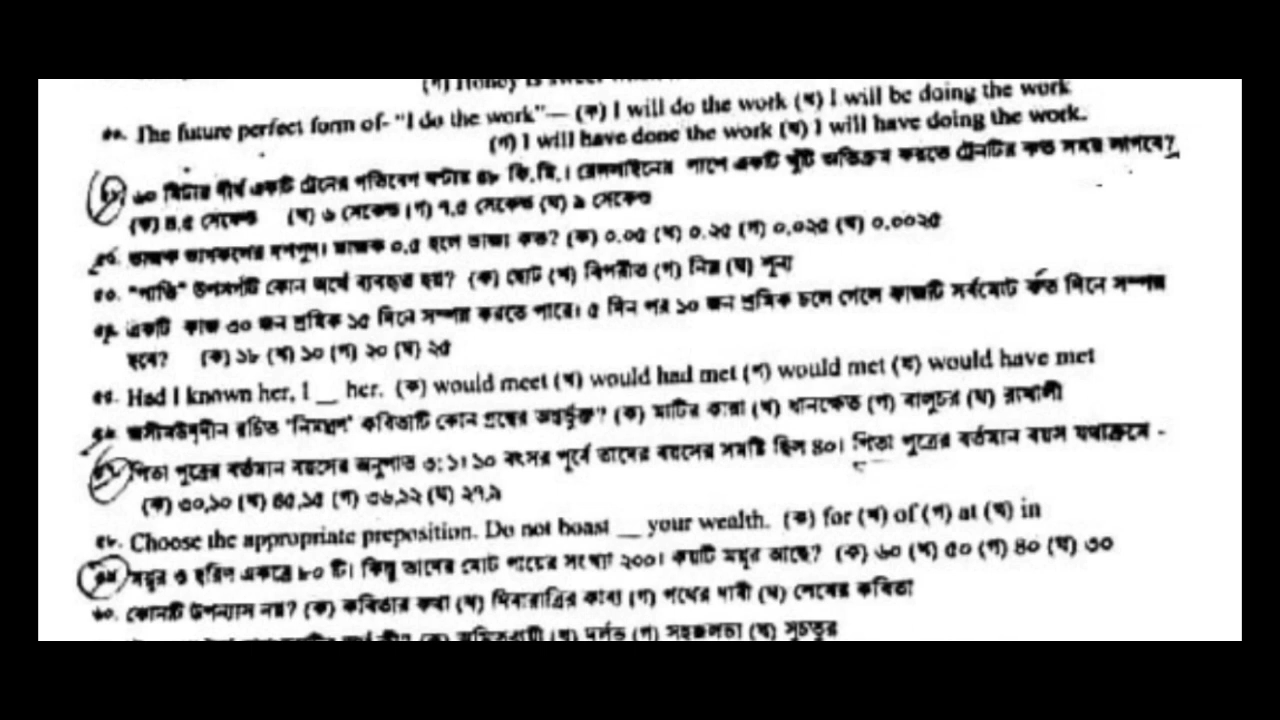 The future perfect form of- "I do the work"— (ক) I will do the work (খ) I will be doing the work
(গ) I will have done the work (ঘ) I will have doing the work.
৬০ মিটার দীর্ঘ একটি ট্রেনের গতিবেগ ঘন্টায় ৪৮ কি.মি.। রেললাইনের পাশে একটি খুঁটি অতিক্রম করতে ট্রেনটির কত সময় লাগবে?
(ক) ৪.৫ সেকেন্ড (খ) ৬ সেকেন্ড (গ) ৭.৫ সেকেন্ড (ঘ) ৯ সেকেন্ড
ভাজক ভাগফলের দশগুণ। ভাজক ০.৫ হলে ভাজ্য কত? (ক) ০.০৫ (খ) ০.২৫ (গ) ০.০২৫ (ঘ) ০.০০২৫
৫৩. "পাতি" উপসর্গটি কোন অর্থে ব্যবহৃত হয়? (ক) ছোট (খ) বিপরীত (গ) নিম্ন (ঘ) শূন্য
একটি কাজ ৩০ জন শ্রমিক ১৫ দিনে সম্পন্ন করতে পারে। ৫ দিন পর ১০ জন শ্রমিক চলে গেলে কাজটি সর্বমোট কত দিনে সম্পন্ন
হবে? (ক) ১৮ (খ) ১০ (গ) ২০ (ঘ) ২৫
৫৫. Had I known her, I __ her. (ক) would meet (খ) would had met (গ) would met (ঘ) would have met
জসীমউদ্দীন রচিত 'নিমন্ত্রণ' কবিতাটি কোন গ্রন্থের অন্তর্ভুক্ত? (ক) মাটির কান্না (খ) ধানক্ষেত (গ) বালুচর (ঘ) রাখালী
পিতা পুত্রের বর্তমান বয়সের অনুপাত ৩:১। ১০ বৎসর পূর্বে তাদের বয়সের সমষ্টি ছিল ৪০। পিতা পুত্রের বর্তমান বয়স যথাক্রমে -
(ক) ৩০,১০ (খ) ৪৫,১৫ (গ) ৩৬,১২ (ঘ) ২৭,৯
৫৮. Choose the appropriate preposition. Do not boast __ your wealth. (ক) for (খ) of (গ) at (ঘ) in
ময়ূর ও হরিণ একত্রে ৮০ টি। কিন্তু তাদের মোট পায়ের সংখ্যা ২০০। কয়টি ময়ূর আছে? (ক) ৬০ (খ) ৫০ (গ) ৪০ (ঘ) ৩০
৬০. কোনটি উপন্যাস নয়? (ক) কবিতার কথা (খ) দিবারাত্রির কাব্য (গ) পথের দাবী (ঘ) শেষের কবিতা
(গ) সহজলভ্য (ঘ) সুচতুর